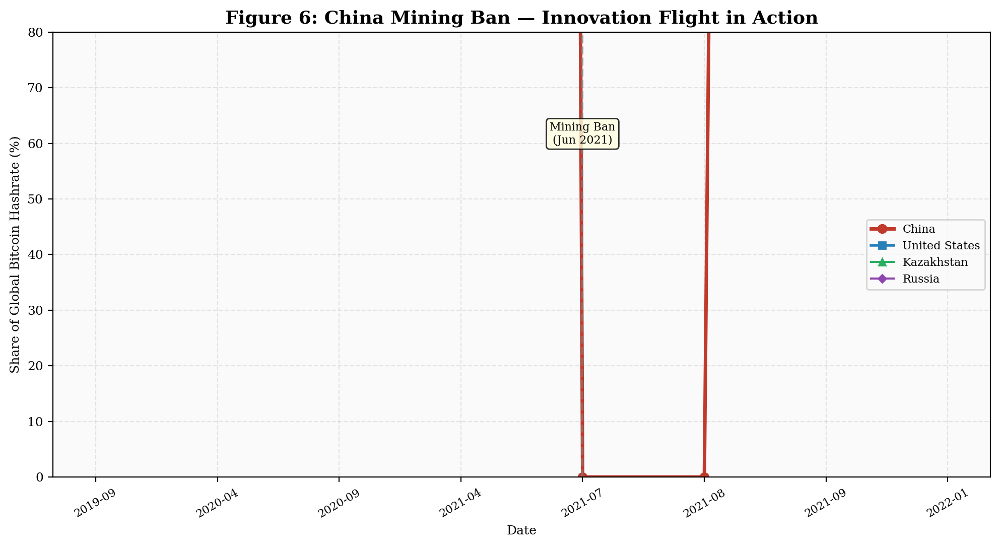 Figure 6: China Mining Ban — Innovation Flight in Action
Share of Global Bitcoin Hashrate (%)
80
70
60
50
40
30
20
10
0
Mining Ban
(Jun 2021)
China
United States
Kazakhstan
Russia
2019-09
2020-04
2020-09
2021-04
2021-07
2021-08
2021-09
2022-01
Date